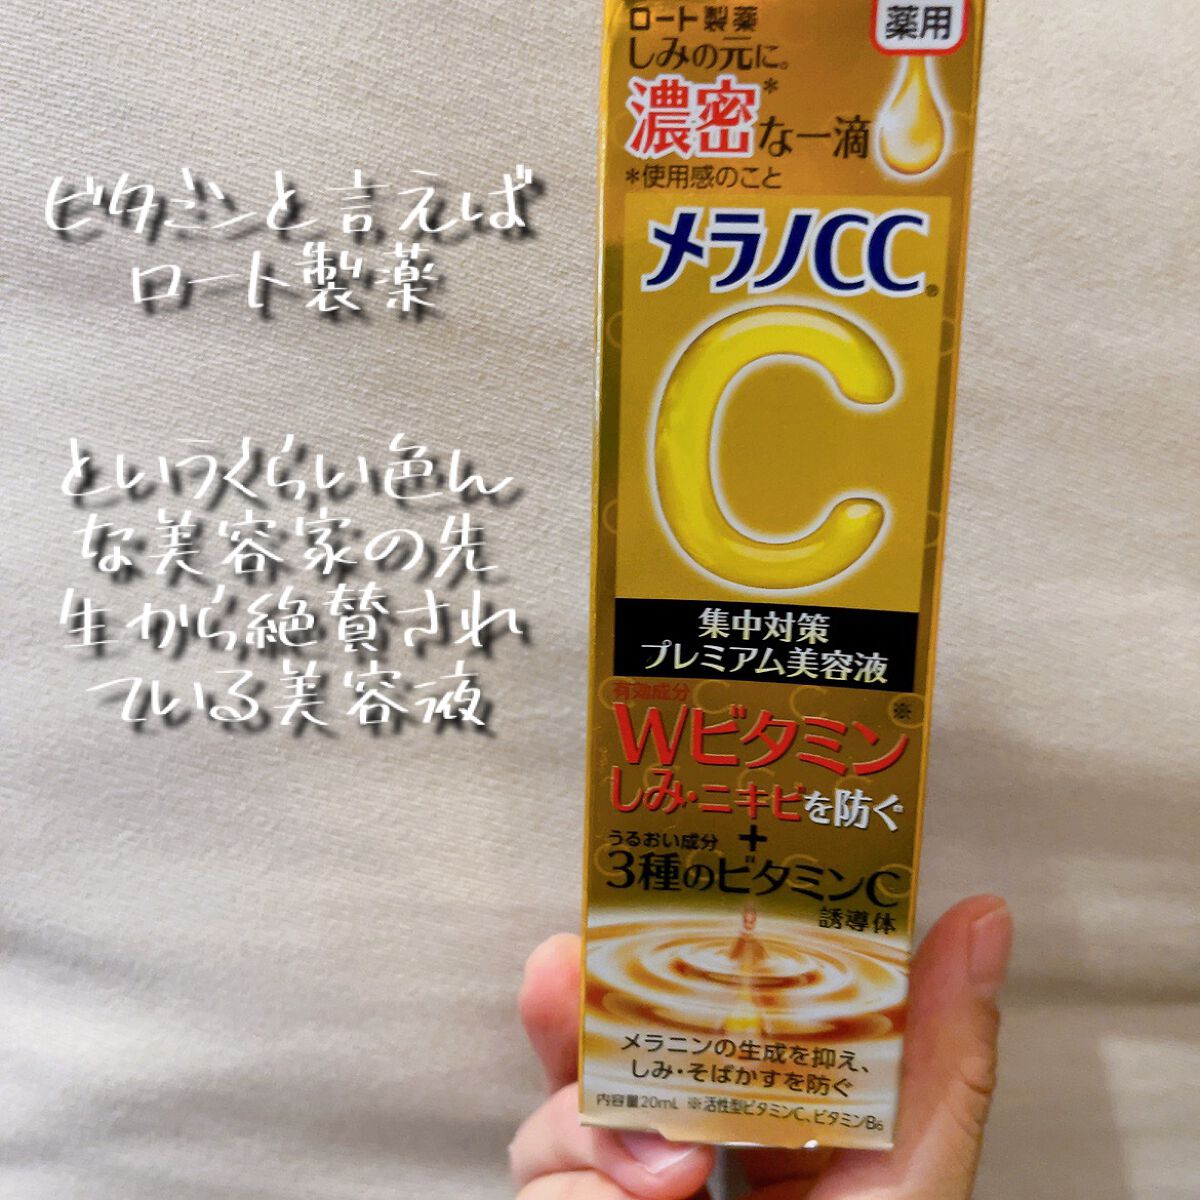 ビタミンと言えば
ロート製薬
というくらい色ん
な美容家の先
生から絶賛され
ている美容液
ロート製薬
薬用
しみの元に。
濃密*な一滴
*使用感のこと
メラノCC®
C
集中対策
プレミアム美容液
有効成分
Wビタミン※
しみ・ニキビを防ぐ
+
うるおい成分
3種のビタミンC
誘導体
メラニンの生成を抑え、
しみ・そばかすを防ぐ
内容量20mL ※活性型ビタミンC、ビタミンB6